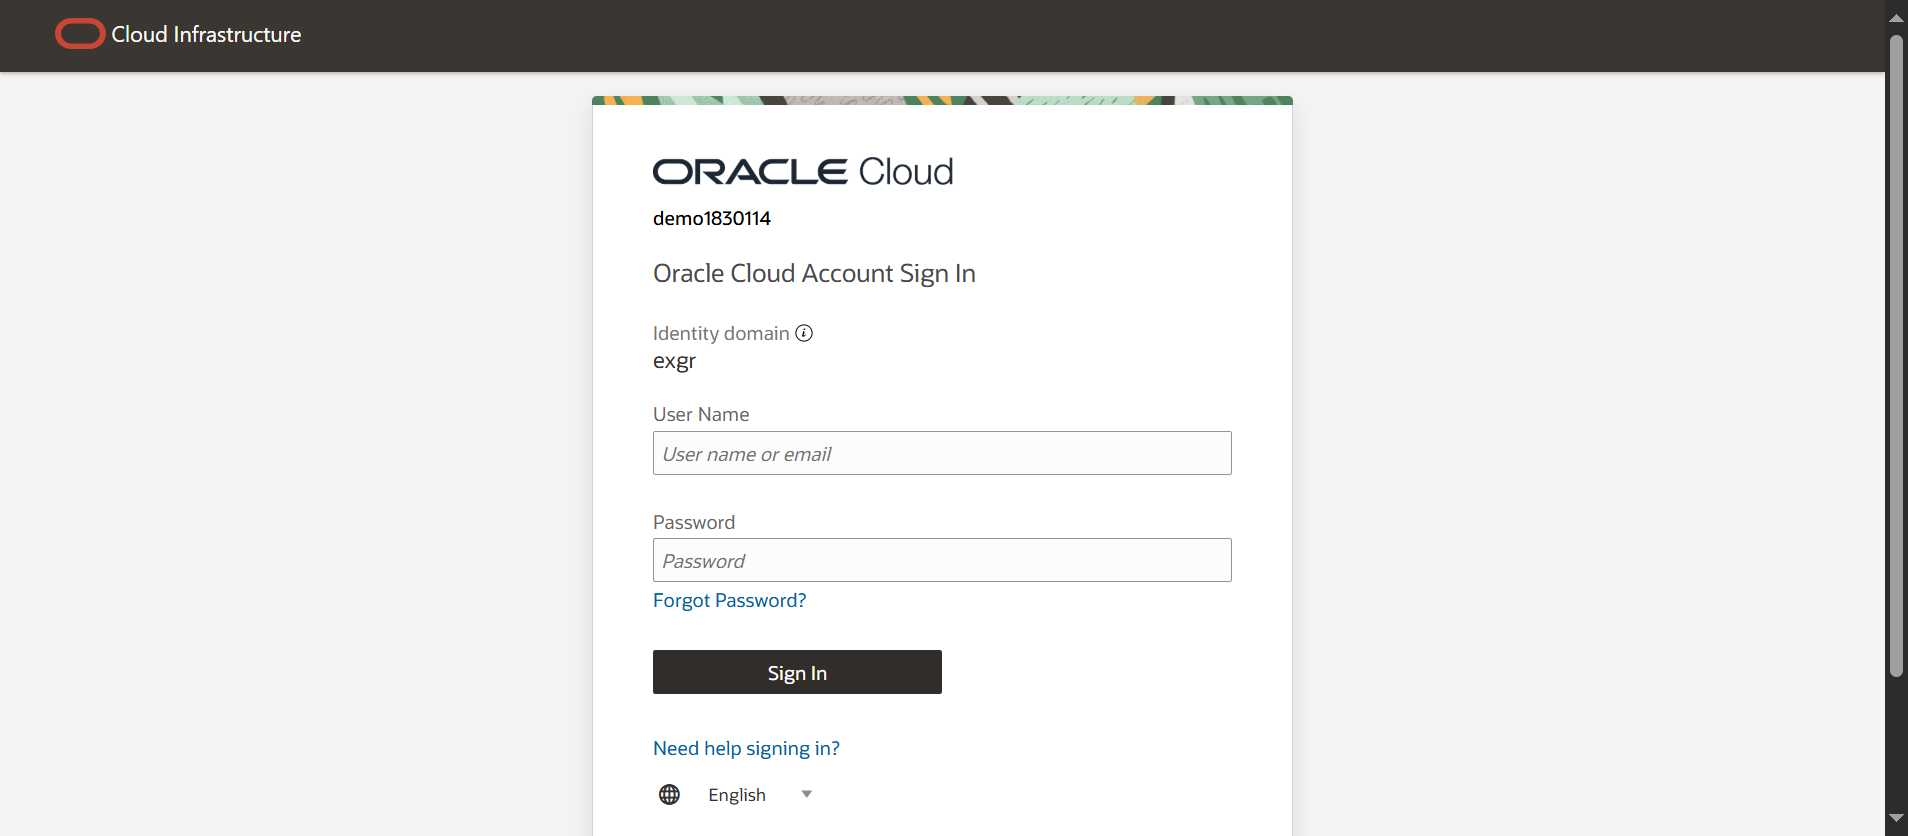 Cloud Infrastructure
ORACLE Cloud
demo1830114
Oracle Cloud Account Sign In
Identity domain
exgr
User Name
User name or email
Password
Password
Forgot Password?
Sign In
Need help signing in?
English